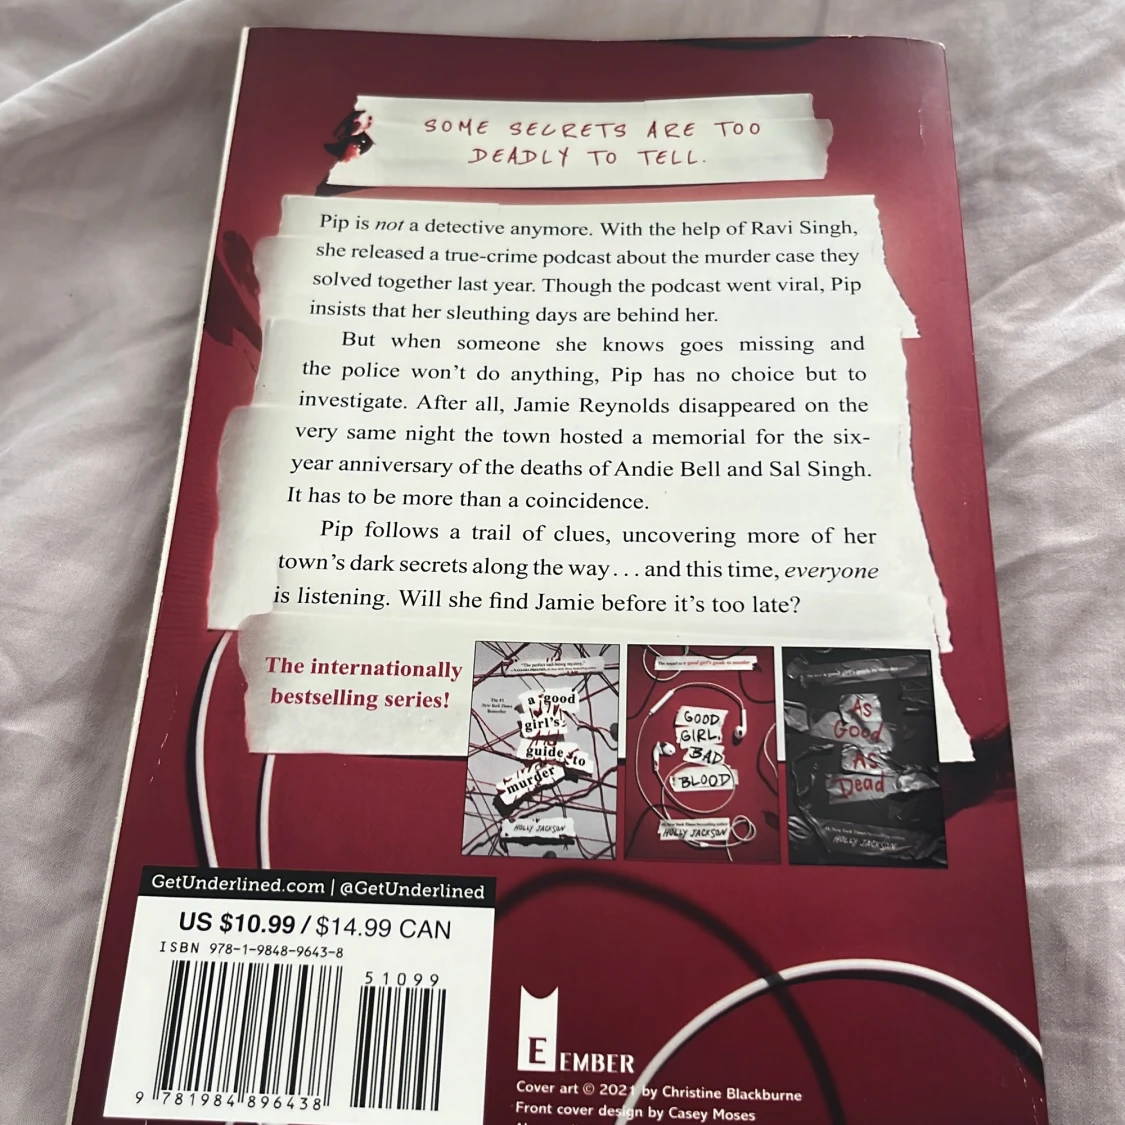 SOME SECRETS ARE TOO
DEADLY TO TELL.
Pip is not a detective anymore. With the help of Ravi Singh,
she released a true-crime podcast about the murder case they
solved together last year. Though the podcast went viral, Pip
insists that her sleuthing days are behind her.
But when someone she knows goes missing and
the police won't do anything, Pip has no choice but to
investigate. After all, Jamie Reynolds disappeared on the
very same night the town hosted a memorial for the six-
year anniversary of the deaths of Andie Bell and Sal Singh.
It has to be more than a coincidence.
Pip follows a trail of clues, uncovering more of her
town's dark secrets along the way . . . and this time, everyone
is listening. Will she find Jamie before it's too late?
The internationally
bestselling series!
a good
girl's
guide to
murder
HOLLY JACKSON
GOOD
GIRL,
BAD
BLOOD
HOLLY JACKSON
As
Good
As
Dead
HOLLY JACKSON
GetUnderlined.com | @GetUnderlined
US $10.99 / $14.99 CAN
ISBN 978-1-9848-9643-8
51099
9 781984 896438
E EMBER
Cover art © 2021 by Christine Blackburne
Front cover design by Casey Moses